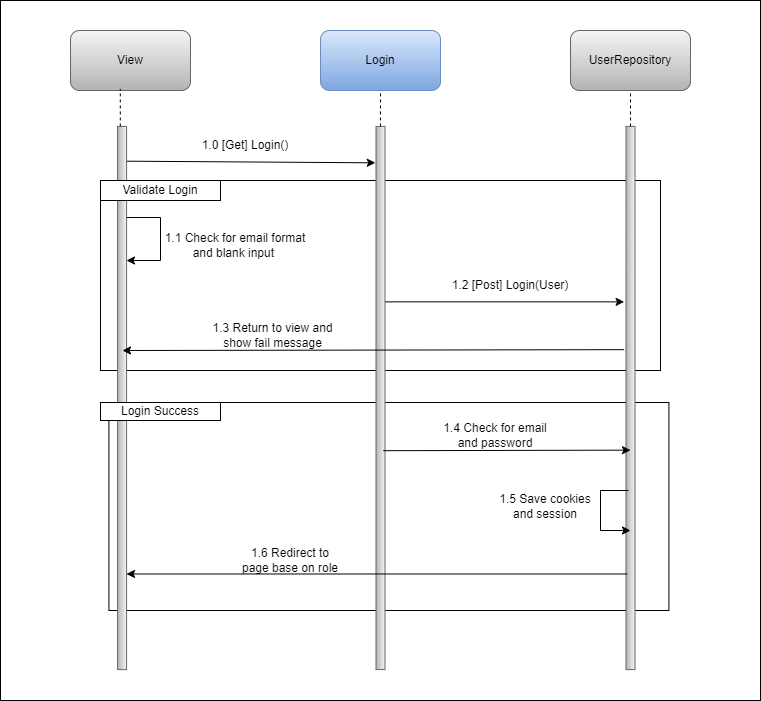 View
Login
UserRepository
1.0 [Get] Login()
Validate Login
1.1 Check for email format
and blank input
1.2 [Post] Login(User)
1.3 Return to view and
show fail message
Login Success
1.4 Check for email
and password
1.5 Save cookies
and session
1.6 Redirect to
page base on role